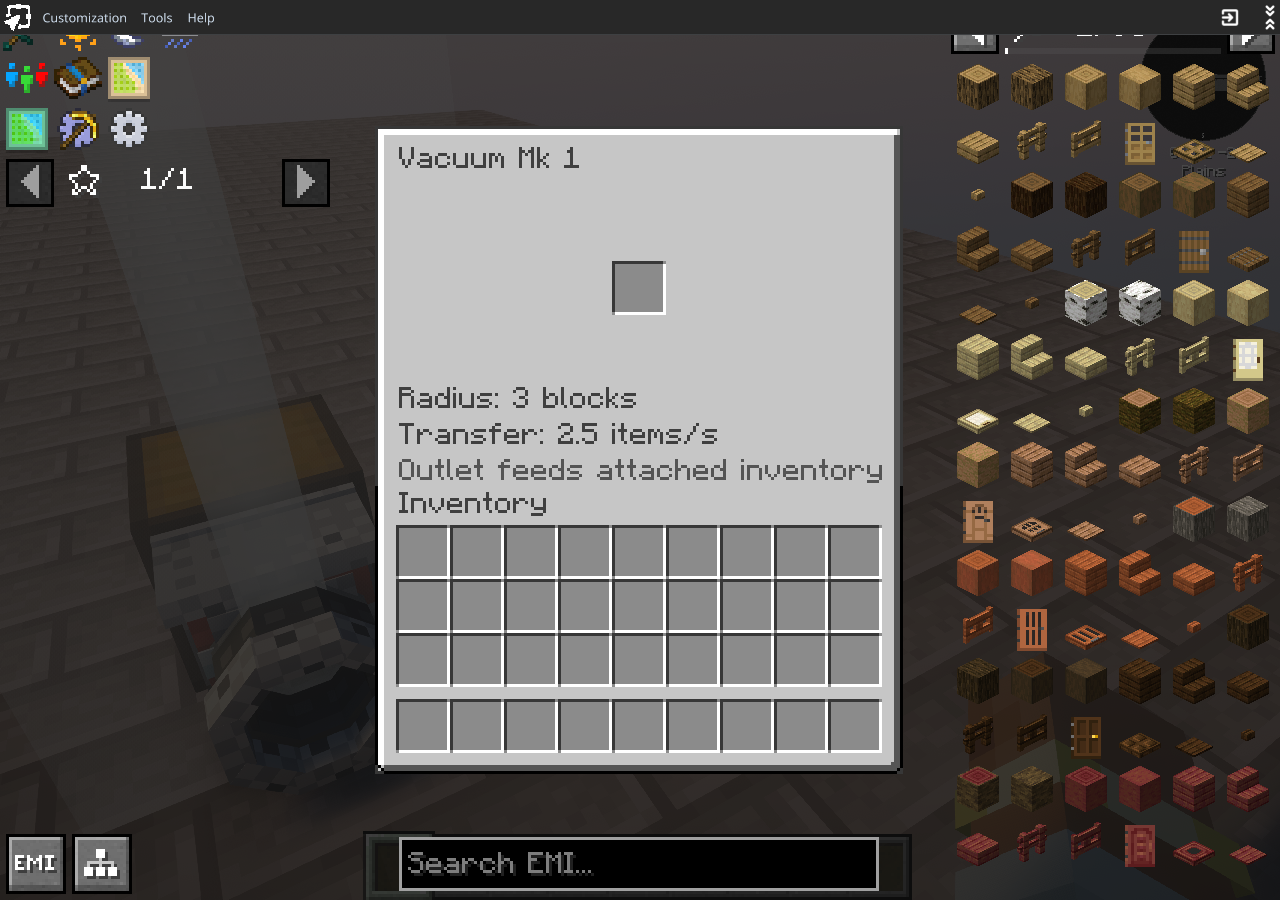 Customization Tools Help
1/1
Vacuum Mk 1
Plains
Radius: 3 blocks
Transfer: 2.5 items/s
Outlet feeds attached inventory
Inventory
EMI
Search EMI...